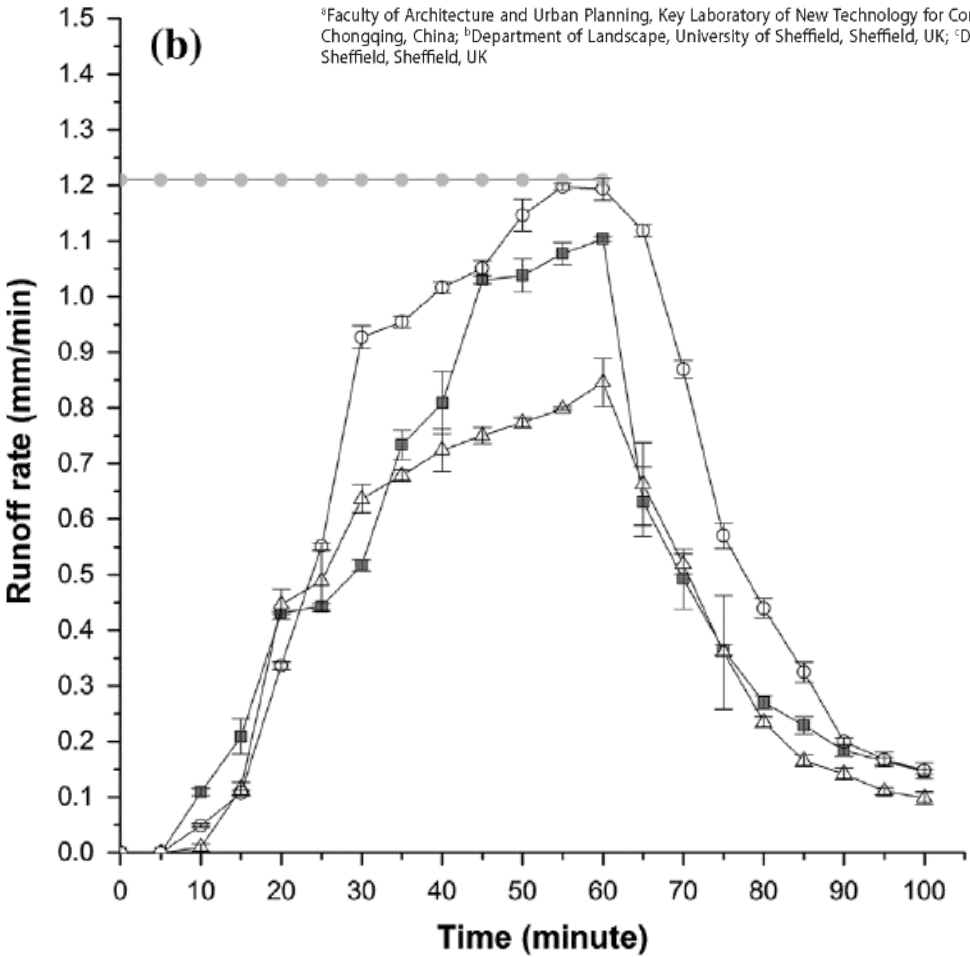 ᵃFaculty of Architecture and Urban Planning, Key Laboratory of New Technology for
Chongqing, China; ᵇDepartment of Landscape, University of Sheffield, Sheffield, UK;
Sheffield, Sheffield, UK
(b)
1.5
1.4
1.3
1.2
1.1
1.0
0.9
0.8
0.7
0.6
0.5
0.4
0.3
0.2
0.1
0.0
Runoff rate (mm/min)
0 10 20 30 40 50 60 70 80 90 100
Time (minute)